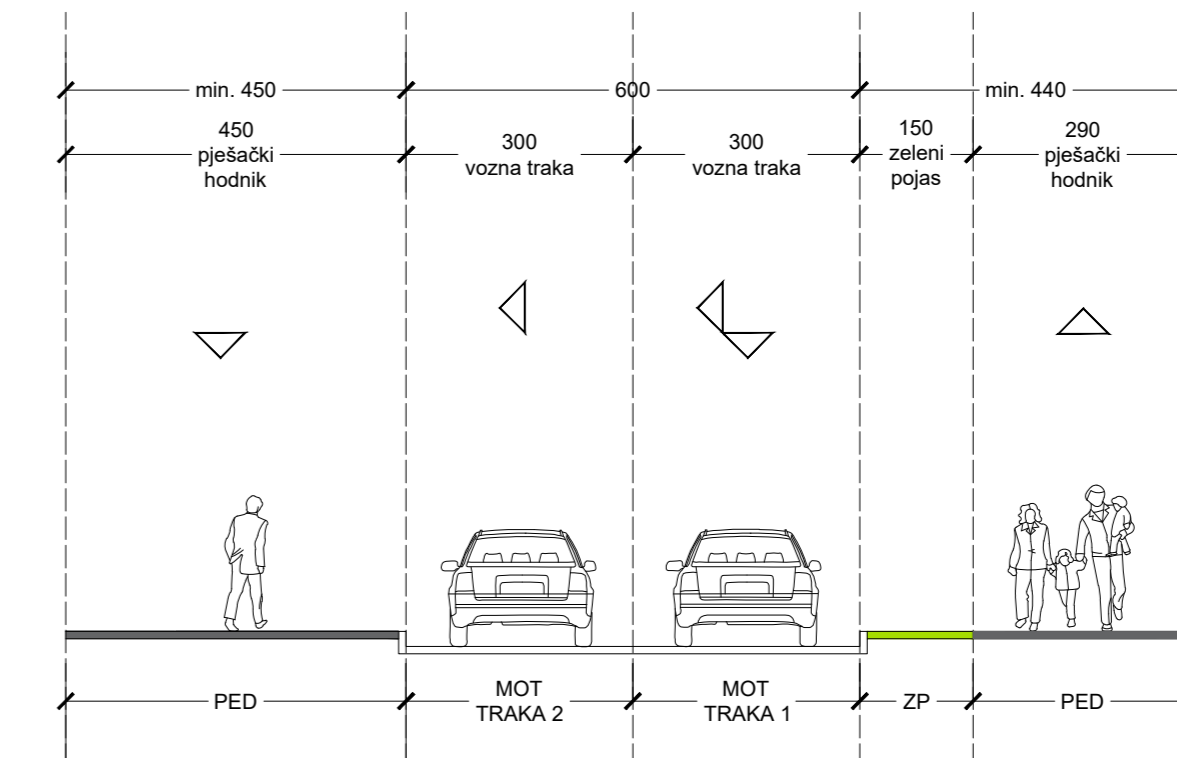 min. 450
600
min. 440
450
pješački
hodnik
300
vozna traka
300
vozna traka
150
zeleni
pojas
290
pješački
hodnik
PED
MOT
TRAKA 2
MOT
TRAKA 1
ZP
PED